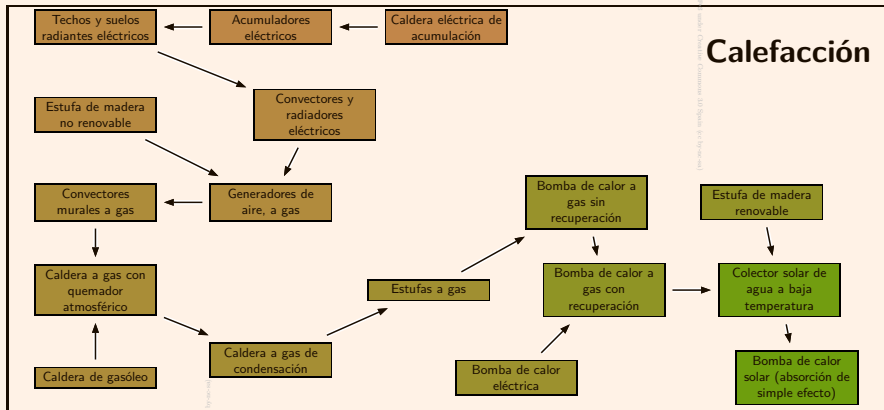 Techos y suelos
radiantes eléctricos
Acumuladores
eléctricos
Caldera eléctrica de
acumulación
Calefacción
Estufa de madera
no renovable
Convectores y
radiadores
eléctricos
Convectores
murales a gas
Generadores de
aire, a gas
Bomba de calor a
gas sin
recuperación
Estufa de madera
renovable
Caldera a gas con
quemador
atmosférico
Estufas a gas
Bomba de calor a
gas con
recuperación
Colector solar de
agua a baja
temperatura
Caldera de gasóleo
Caldera a gas de
condensación
Bomba de calor
eléctrica
Bomba de calor
solar (absorción de
simple efecto)